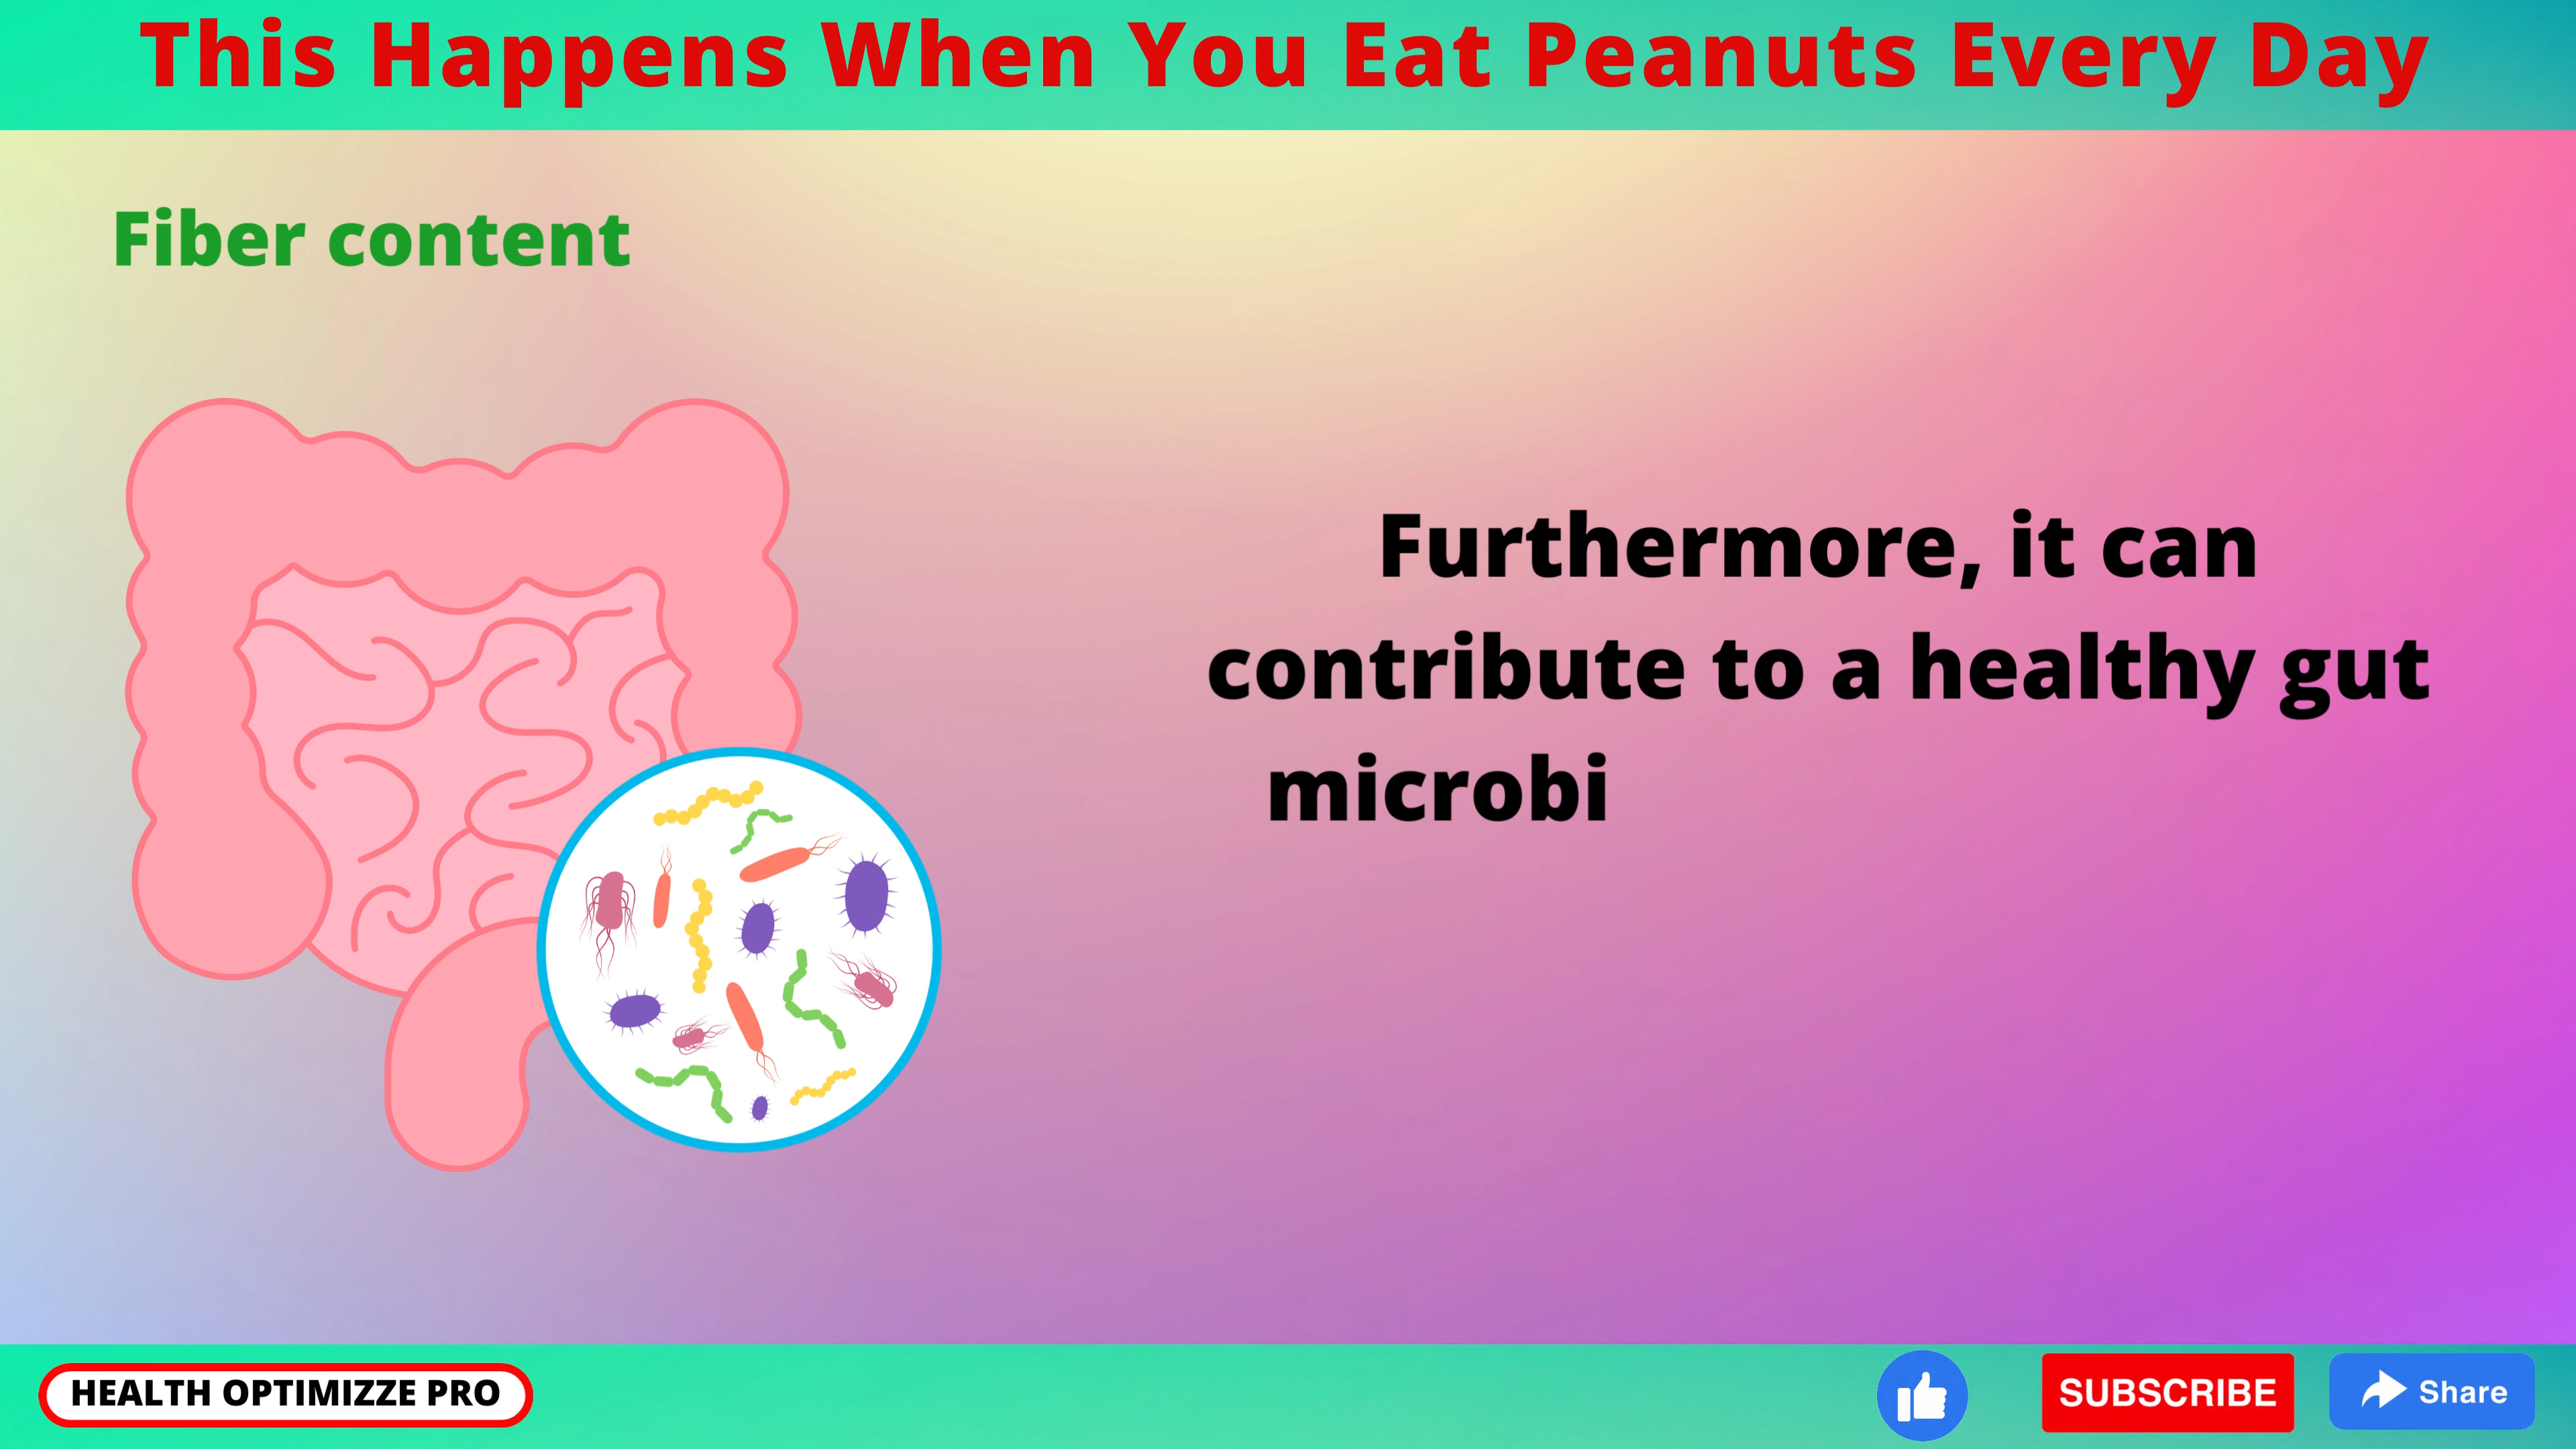 This Happens When You Eat Peanuts Every Day
Fiber content
Furthermore, it can
contribute to a healthy gut
microbi
HEALTH OPTIMIZZE PRO
SUBSCRIBE
Share